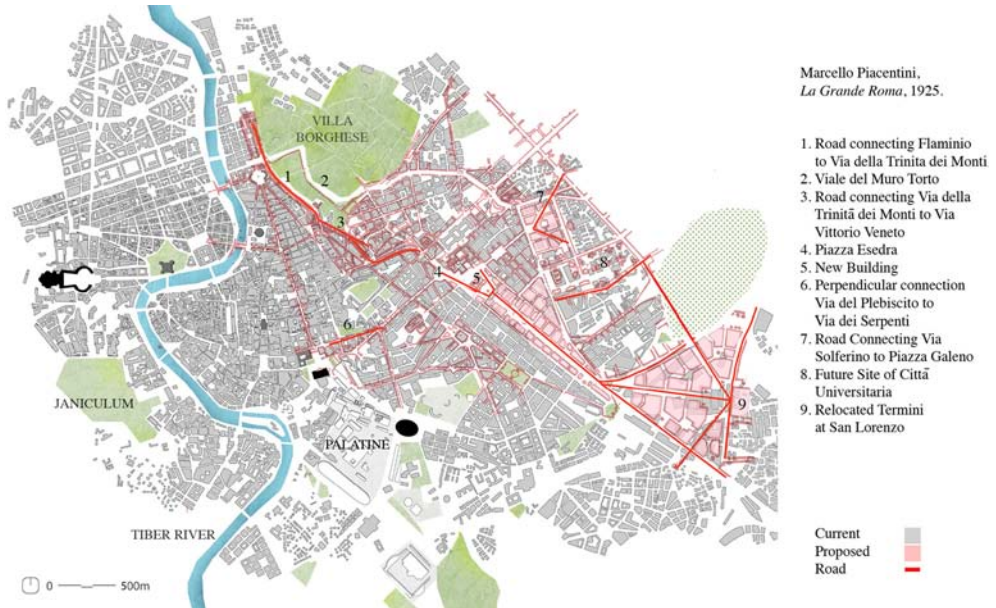 Marcello Piacentini,
La Grande Roma, 1925.
1. Road connecting Flaminio
to Via della Trinita dei Monti
2. Viale del Muro Torto
3. Road connecting Via della
Trinitā dei Monti to Via
Vittorio Veneto
4. Piazza Esedra
5. New Building
6. Perpendicular connection
Via del Plebiscito to
Via dei Serpenti
7. Road Connecting Via
Solferino to Piazza Galeno
8. Future Site of Cittā
Universitaria
9. Relocated Termini
at San Lorenzo
Current
Proposed
Road
VILLA
BORGHESE
1
2
3
4
5
6
7
8
9
JANICULUM
PALATINE
TIBER RIVER
0 500m